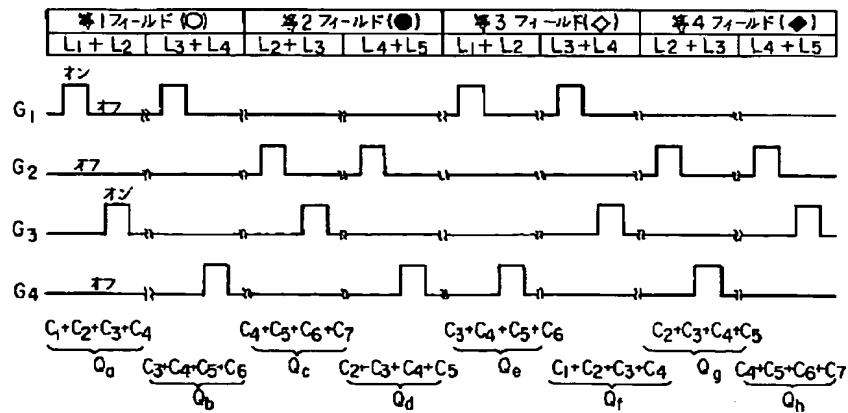 第1フィールド(○) 第2フィールド(●) 第3フィールド(◇) 第4フィールド(◆)
L1+L2 L3+L4 L2+L3 L4+L5 L1+L2 L3+L4 L2+L3 L4+L5
オン
G1 オフ
G2 オフ
オン
G3
G4 オフ
C1+C2+C3+C4 C4+C5+C6+C7 C3+C4+C5+C6 C2+C3+C4+C5
Qa C3+C4+C5+C6 Qc C2+C3+C4+C5 Qe C1+C2+C3+C4 Qg C4+C5+C6+C7
Qb Qd Qf Qh